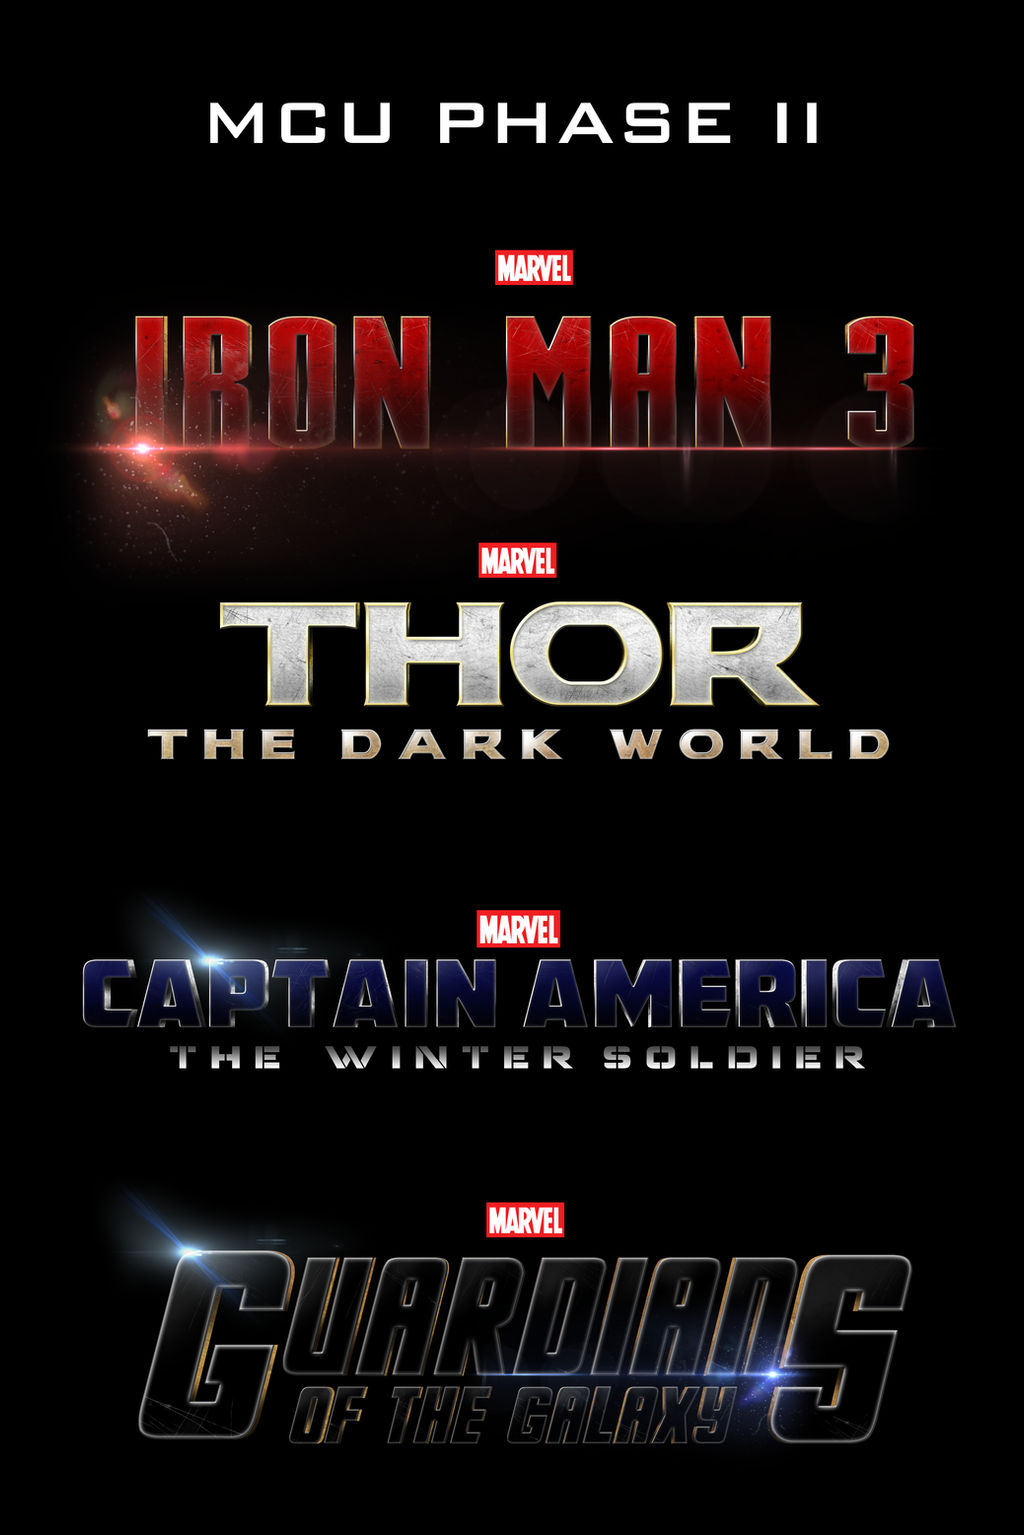 MCU PHASE II
MARVEL
IRON MAN 3
MARVEL
THOR
THE DARK WORLD
MARVEL
CAPTAIN AMERICA
THE WINTER SOLDIER
MARVEL
GUARDIANS
OF THE GALAXY